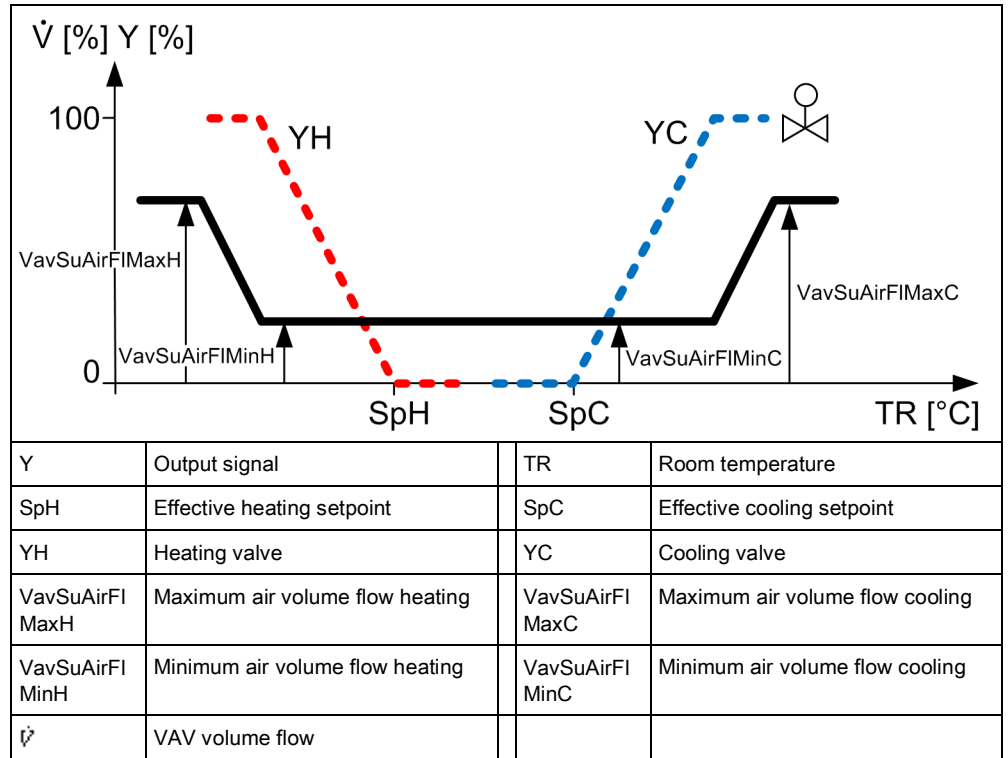 V̇ [%] Y [%]
100
YH
YC
VavSuAirFlMaxH
VavSuAirFlMaxC
VavSuAirFlMinH
VavSuAirFlMinC
0
SpH
SpC
TR [°C]
Y Output signal TR Room temperature
SpH Effective heating setpoint SpC Effective cooling setpoint
YH Heating valve YC Cooling valve
VavSuAirFl Maximum air volume flow heating VavSuAirFl Maximum air volume flow cooling
MaxH MaxC
VavSuAirFl Minimum air volume flow heating VavSuAirFl Minimum air volume flow cooling
MinH MinC
V̇ VAV volume flow